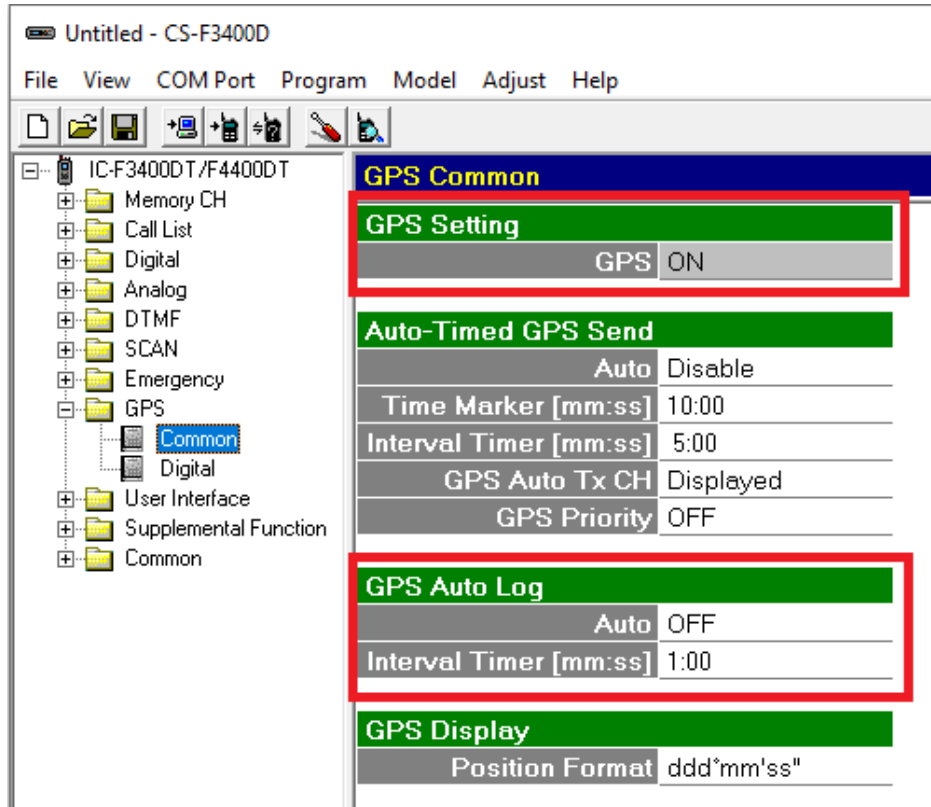 Untitled - CS-F3400D
File View COM Port Program Model Adjust Help
IC-F3400DT/F4400DT
Memory CH
Call List
Digital
Analog
DTMF
SCAN
Emergency
GPS
Common
Digital
User Interface
Supplemental Function
Common
GPS Common
GPS Setting
GPS ON
Auto-Timed GPS Send
Auto Disable
Time Marker [mm:ss] 10:00
Interval Timer [mm:ss] 5:00
GPS Auto Tx CH Displayed
GPS Priority OFF
GPS Auto Log
Auto OFF
Interval Timer [mm:ss] 1:00
GPS Display
Position Format ddd°mm'ss"